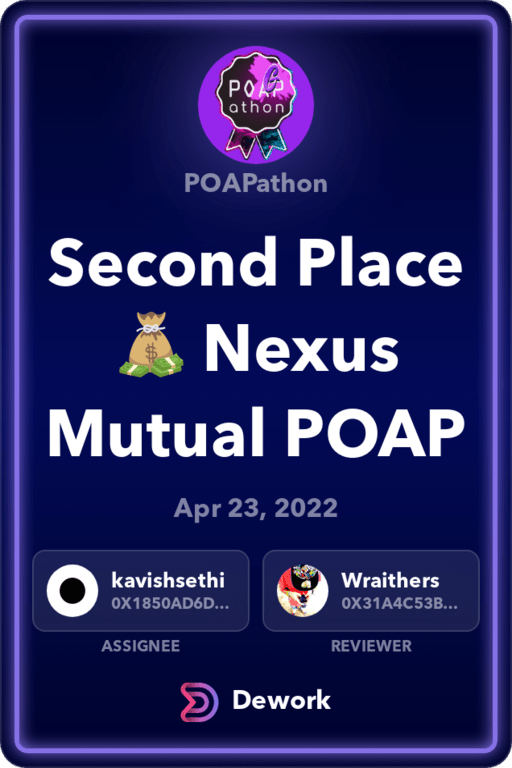 POAP
athon
POAPathon
Second Place
💰 Nexus
Mutual POAP
Apr 23, 2022
kavishsethi
0X1850AD6D...
ASSIGNEE
Wraithers
0X31A4C53B...
REVIEWER
Dework